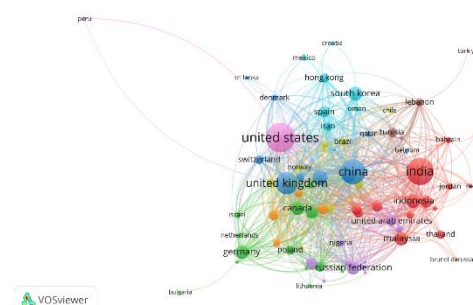 peru
croatia
turkey
mexico
sri lanka
hong kong
denmark
south korea
lebanon
spain
oman
chile
iran
united states
brazil
qatar
tunisia
bahrain
switzerland
norway
belgium
china
india
united kingdom
jordan
canada
indonesia
israel
united arab emirates
netherlands
nigeria
malaysia
thailand
germany
poland
russian federation
brunei darussalam
bulgaria
lithuania
VOSviewer